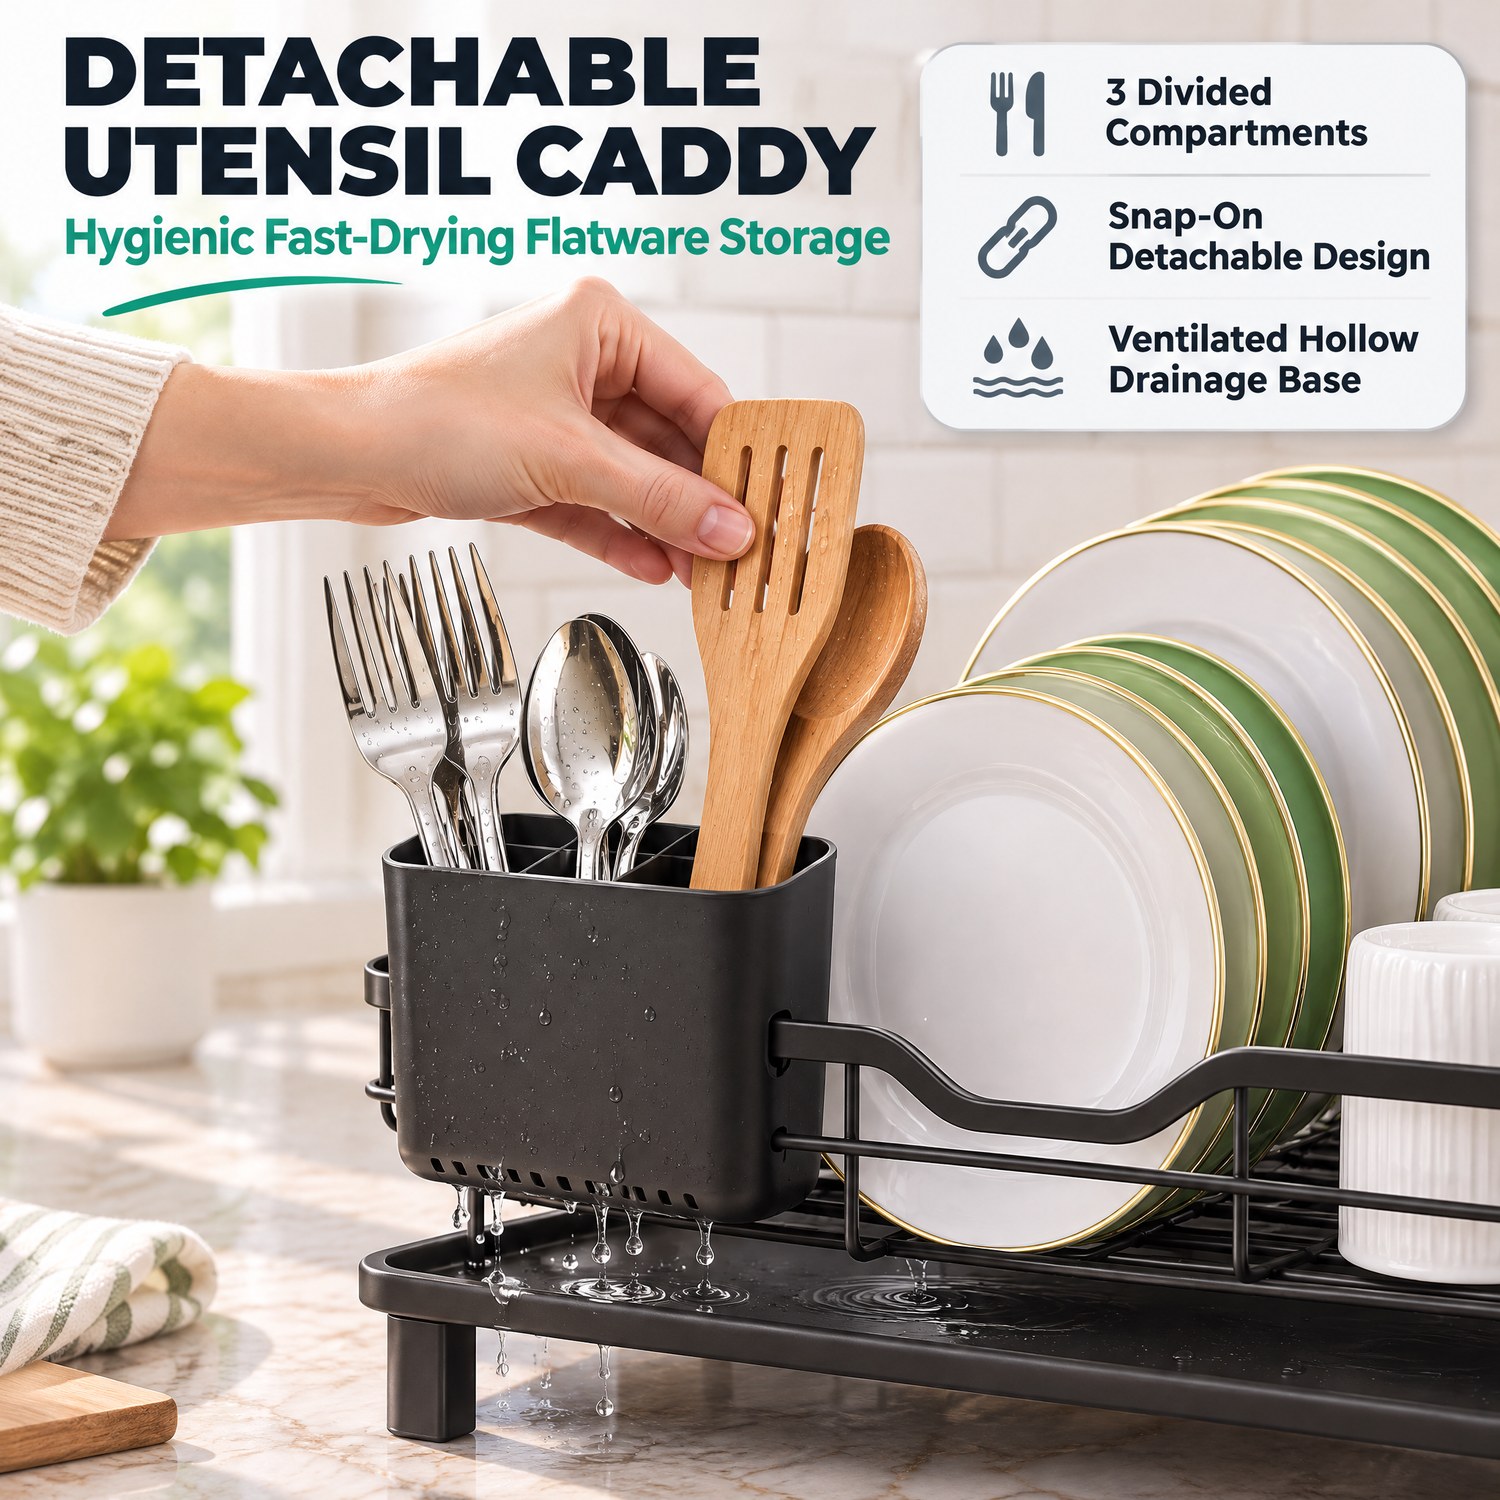 DETACHABLE
UTENSIL CADDY
Hygienic Fast-Drying Flatware Storage
3 Divided
Compartments
Snap-On
Detachable Design
Ventilated Hollow
Drainage Base